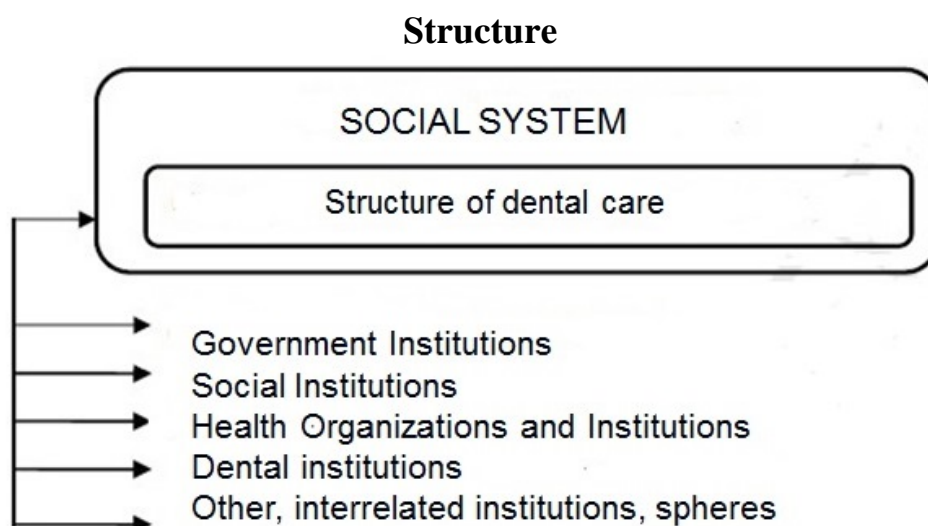 Structure
SOCIAL SYSTEM
Structure of dental care
Government Institutions
Social Institutions
Health Organizations and Institutions
Dental institutions
Other, interrelated institutions, spheres